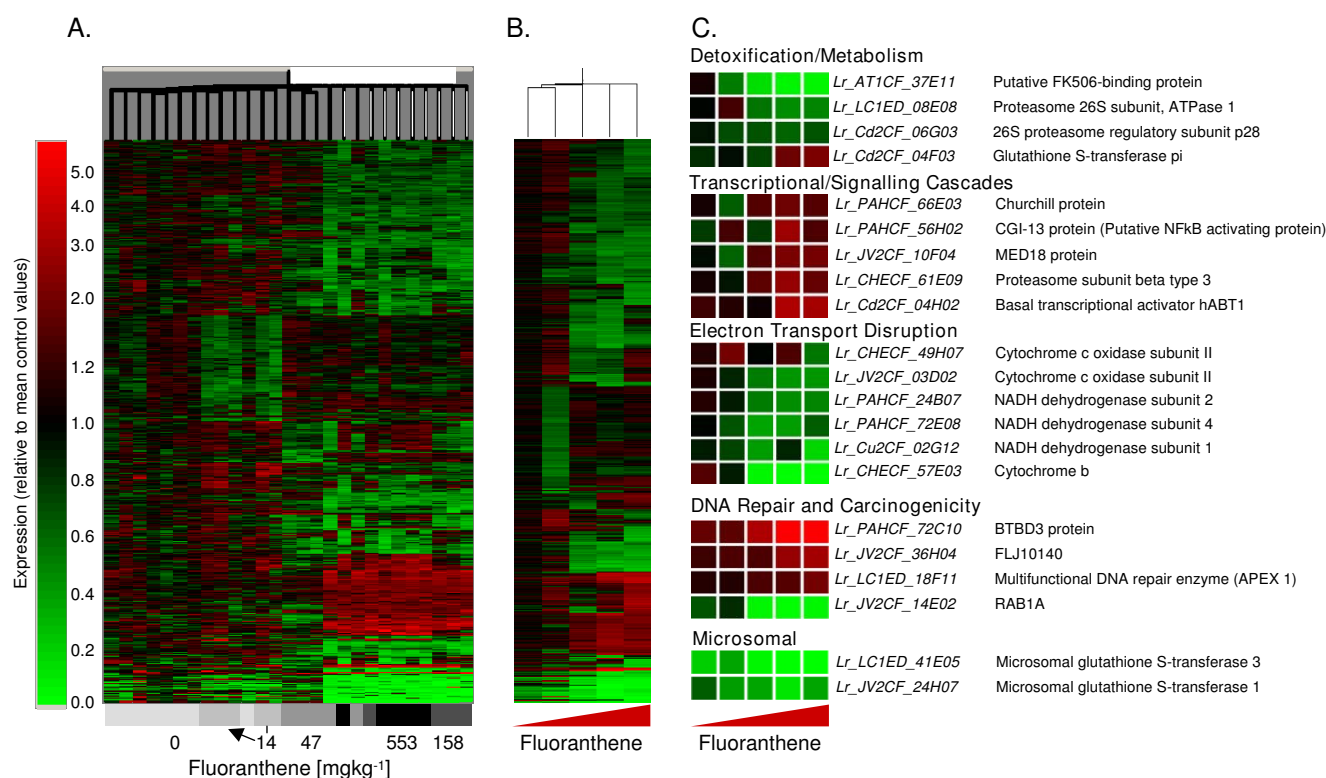 A.
B.
C.
Expression (relative to mean control values)
5.0
4.0
3.0
2.0
1.2
1.0
0.8
0.6
0.4
0.2
0.0
0
14
47
553
158
Fluoranthene [mgkg-1]
Fluoranthene
Detoxification/Metabolism
Lr_AT1CF_37E11 Putative FK506-binding protein
Lr_LC1ED_08E08 Proteasome 26S subunit, ATPase 1
Lr_Cd2CF_06G03 26S proteasome regulatory subunit p28
Lr_Cd2CF_04F03 Glutathione S-transferase pi
Transcriptional/Signalling Cascades
Lr_PAHCF_66E03 Churchill protein
Lr_PAHCF_56H02 CGI-13 protein (Putative NFkB activating protein)
Lr_JV2CF_10F04 MED18 protein
Lr_CHECF_61E09 Proteasome subunit beta type 3
Lr_Cd2CF_04H02 Basal transcriptional activator hABT1
Electron Transport Disruption
Lr_CHECF_49H07 Cytochrome c oxidase subunit II
Lr_JV2CF_03D02 Cytochrome c oxidase subunit II
Lr_PAHCF_24B07 NADH dehydrogenase subunit 2
Lr_PAHCF_72E08 NADH dehydrogenase subunit 4
Lr_Cu2CF_02G12 NADH dehydrogenase subunit 1
Lr_CHECF_57E03 Cytochrome b
DNA Repair and Carcinogenicity
Lr_PAHCF_72C10 BTBD3 protein
Lr_JV2CF_36H04 FLJ10140
Lr_LC1ED_18F11 Multifunctional DNA repair enzyme (APEX 1)
Lr_JV2CF_14E02 RAB1A
Microsomal
Lr_LC1ED_41E05 Microsomal glutathione S-transferase 3
Lr_JV2CF_24H07 Microsomal glutathione S-transferase 1
Fluoranthene